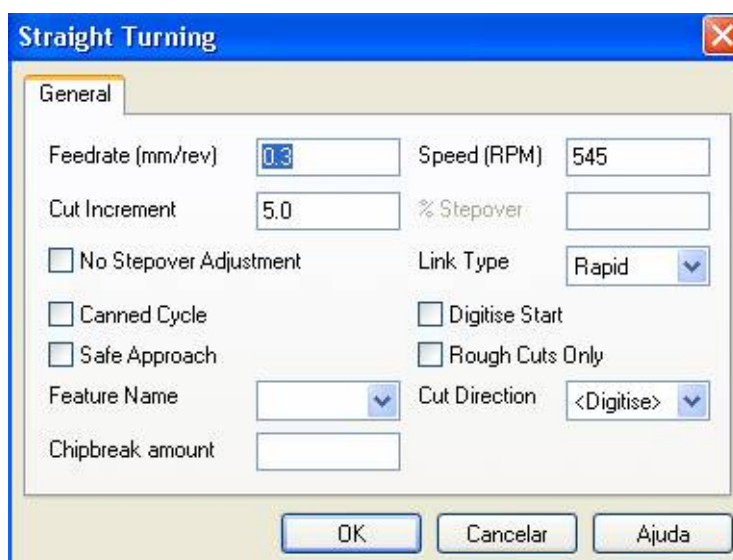 Straight Turning
General
Feedrate (mm/rev) 0.3 Speed (RPM) 545
Cut Increment 5.0 % Stepover
No Stepover Adjustment Link Type Rapid
Canned Cycle Digitise Start
Safe Approach Rough Cuts Only
Feature Name Cut Direction <Digitise>
Chipbreak amount
OK Cancelar Ajuda